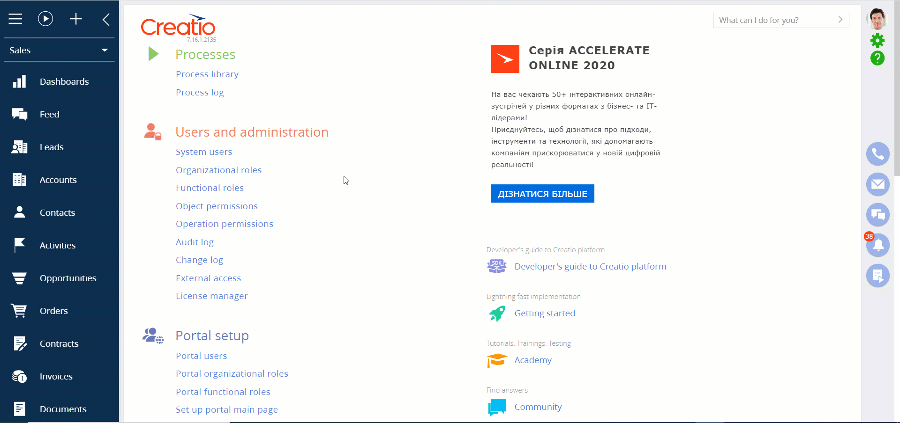 Sales
Dashboards
Feed
Leads
Accounts
Contacts
Activities
Opportunities
Orders
Contracts
Invoices
Documents
Creatio
7.16.1.2135
What can I do for you?
Processes
Process library
Process log
Users and administration
System users
Organizational roles
Functional roles
Object permissions
Operation permissions
Audit log
Change log
External access
License manager
Portal setup
Portal users
Portal organizational roles
Portal functional roles
Set up portal main page
Серія ACCELERATE
ONLINE 2020
На вас чекають 50+ інтерактивних онлайн-
зустрічей у різних форматах з бізнес- та IT-
лідерами!
Приєднуйтесь, щоб дізнатися про підходи,
інструменти та технології, які допомагають
компаніям прискоритися у новій цифровій
реальності!
ДІЗНАТИСЯ БІЛЬШЕ
Developer's guide to Creatio platform
SDK
Developer's guide to Creatio platform
Lightning fast implementation
Getting started
Tutorials. Trainings. Testing
Academy
Find answers
Community
38